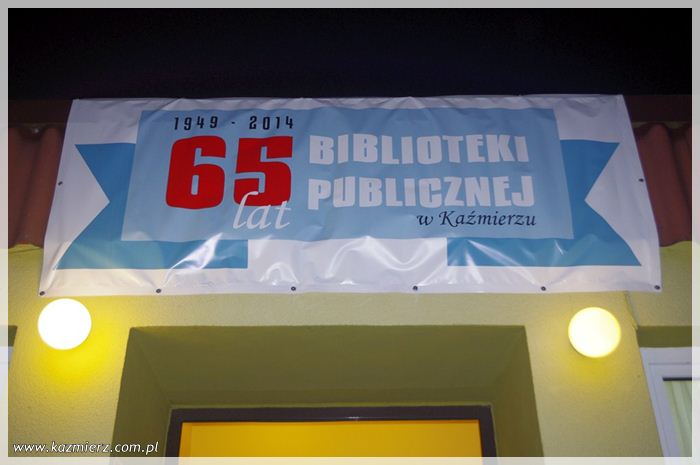 1949 - 2014
65 lat
BIBLIOTEKI
PUBLICZNEJ
w Kaźmierzu
www.kazmierz.com.pl